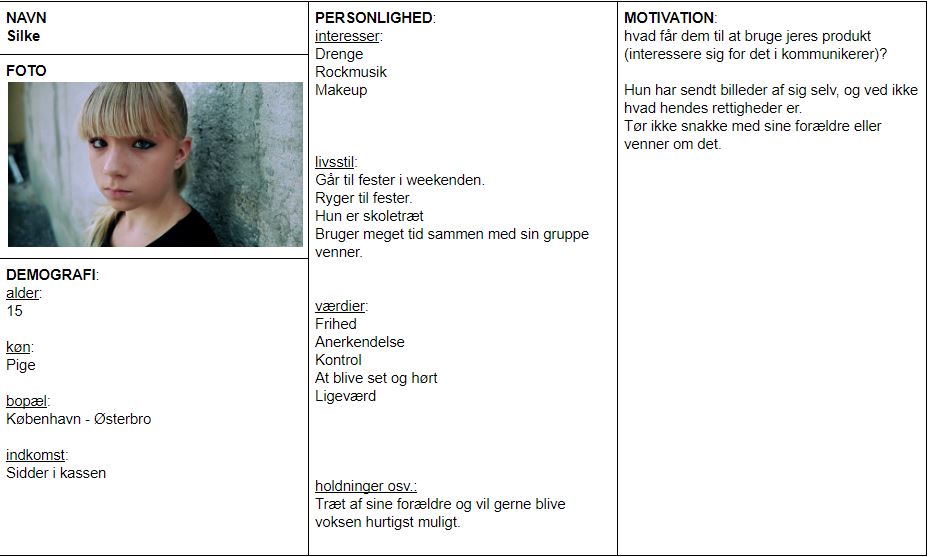 NAVN
Silke
FOTO
DEMOGRAFI:
alder:
15
køn:
Pige
bopæl:
København - Østerbro
indkomst:
Sidder i kassen
PERSONLIGHED:
interesser:
Drenge
Rockmusik
Makeup
livsstil:
Går til fester i weekenden.
Ryger til fester.
Hun er skoletræt
Bruger meget tid sammen med sin gruppe
venner.
værdier:
Frihed
Anerkendelse
Kontrol
At blive set og hørt
Ligeværd
holdninger osv.:
Træt af sine forældre og vil gerne blive
voksen hurtigst muligt.
MOTIVATION:
hvad får dem til at bruge jeres produkt
(interessere sig for det i kommunikerer)?
Hun har sendt billeder af sig selv, og ved ikke
hvad hendes rettigheder er.
Tør ikke snakke med sine forældre eller
venner om det.